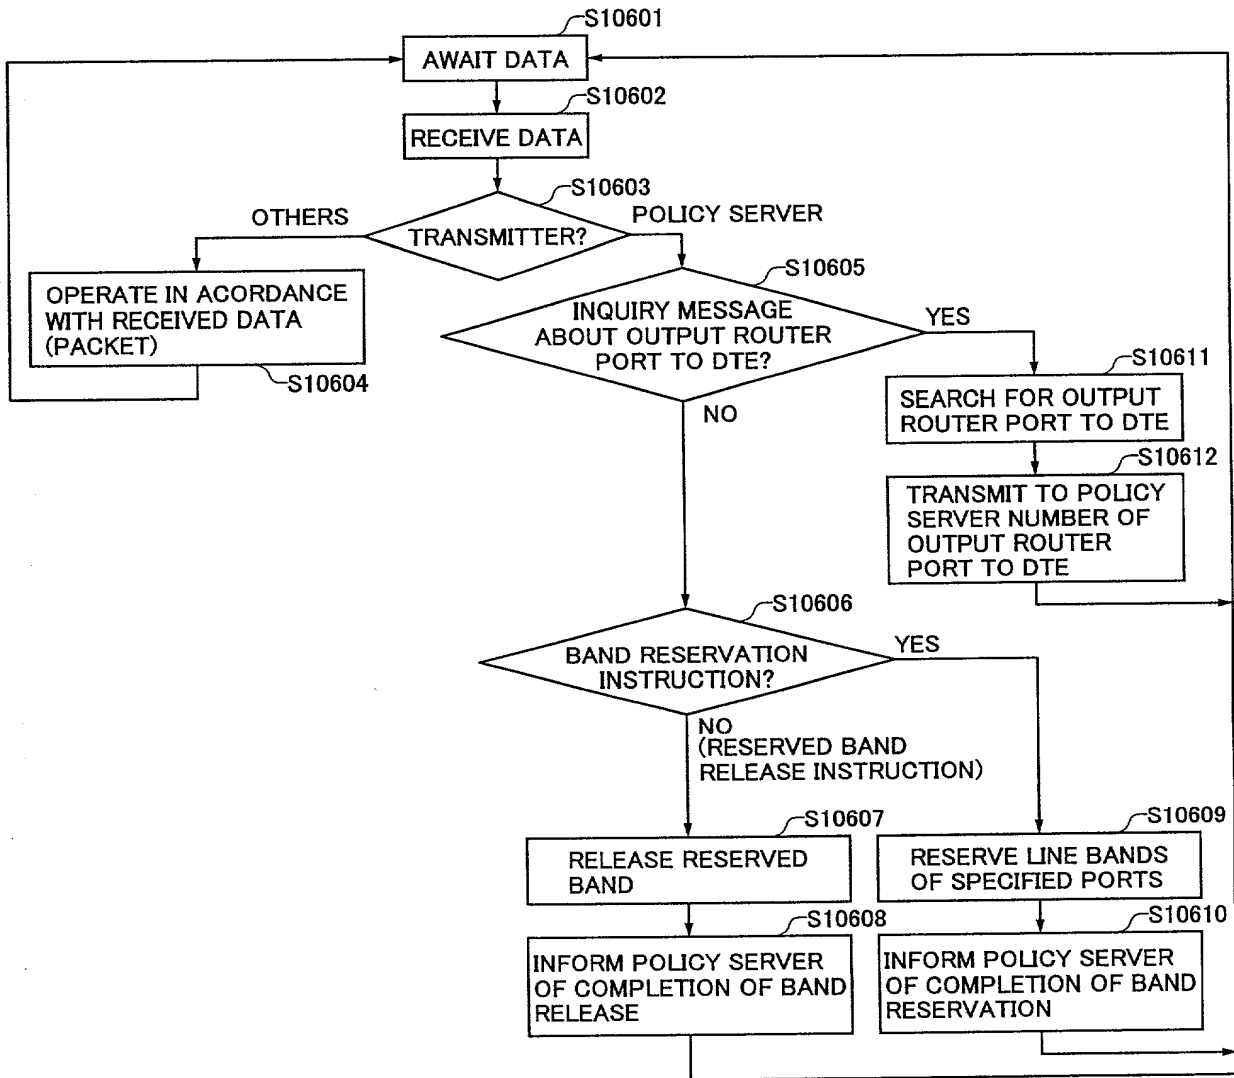 S10601
AWAIT DATA
S10602
RECEIVE DATA
S10603
OTHERS
POLICY SERVER
TRANSMITTER?
S10605
OPERATE IN ACORDANCE
WITH RECEIVED DATA
(PACKET)
S10604
INQUIRY MESSAGE
ABOUT OUTPUT ROUTER
PORT TO DTE?
YES
NO
S10611
SEARCH FOR OUTPUT
ROUTER PORT TO DTE
S10612
TRANSMIT TO POLICY
SERVER NUMBER OF
OUTPUT ROUTER
PORT TO DTE
S10606
BAND RESERVATION
INSTRUCTION?
YES
NO
(RESERVED BAND
RELEASE INSTRUCTION)
S10607
RELEASE RESERVED
BAND
S10609
RESERVE LINE BANDS
OF SPECIFIED PORTS
S10608
INFORM POLICY SERVER
OF COMPLETION OF BAND
RELEASE
S10610
INFORM POLICY SERVER
OF COMPLETION OF BAND
RESERVATION